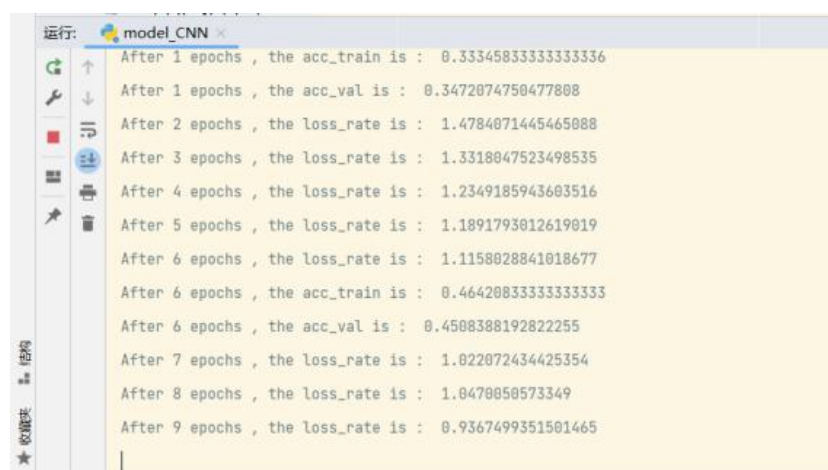 运行: model_CNN ×
After 1 epochs , the acc_train is : 0.33345833333333336
After 1 epochs , the acc_val is : 0.3472074750477808
After 2 epochs , the loss_rate is : 1.4784071445465088
After 3 epochs , the loss_rate is : 1.3318047523498535
After 4 epochs , the loss_rate is : 1.2349185943603516
After 5 epochs , the loss_rate is : 1.1891793012619019
After 6 epochs , the loss_rate is : 1.1158028841018677
After 6 epochs , the acc_train is : 0.46420833333333333
After 6 epochs , the acc_val is : 0.4508388192822255
After 7 epochs , the loss_rate is : 1.022072434425354
After 8 epochs , the loss_rate is : 1.0470050573349
After 9 epochs , the loss_rate is : 0.9367499351501465
结构
收藏夹